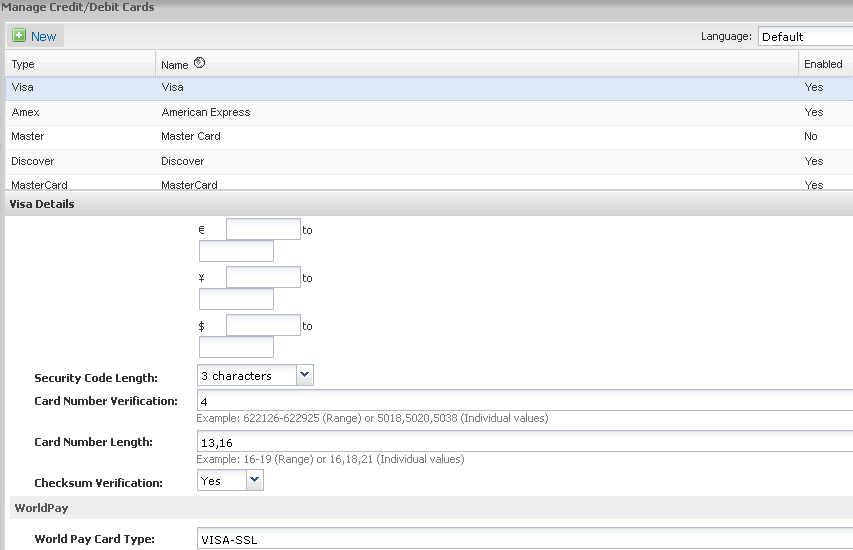 Manage Credit/Debit Cards
New Language: Default
Type Name Enabled
Visa Visa Yes
Amex American Express Yes
Master Master Card No
Discover Discover Yes
MasterCard MasterCard Yes
Visa Details
€ to
¥ to
$ to
Security Code Length: 3 characters
Card Number Verification: 4
Example: 622126-622925 (Range) or 5018,5020,5038 (Individual values)
Card Number Length: 13,16
Example: 16-19 (Range) or 16,18,21 (Individual values)
Checksum Verification: Yes
WorldPay
World Pay Card Type: VISA-SSL